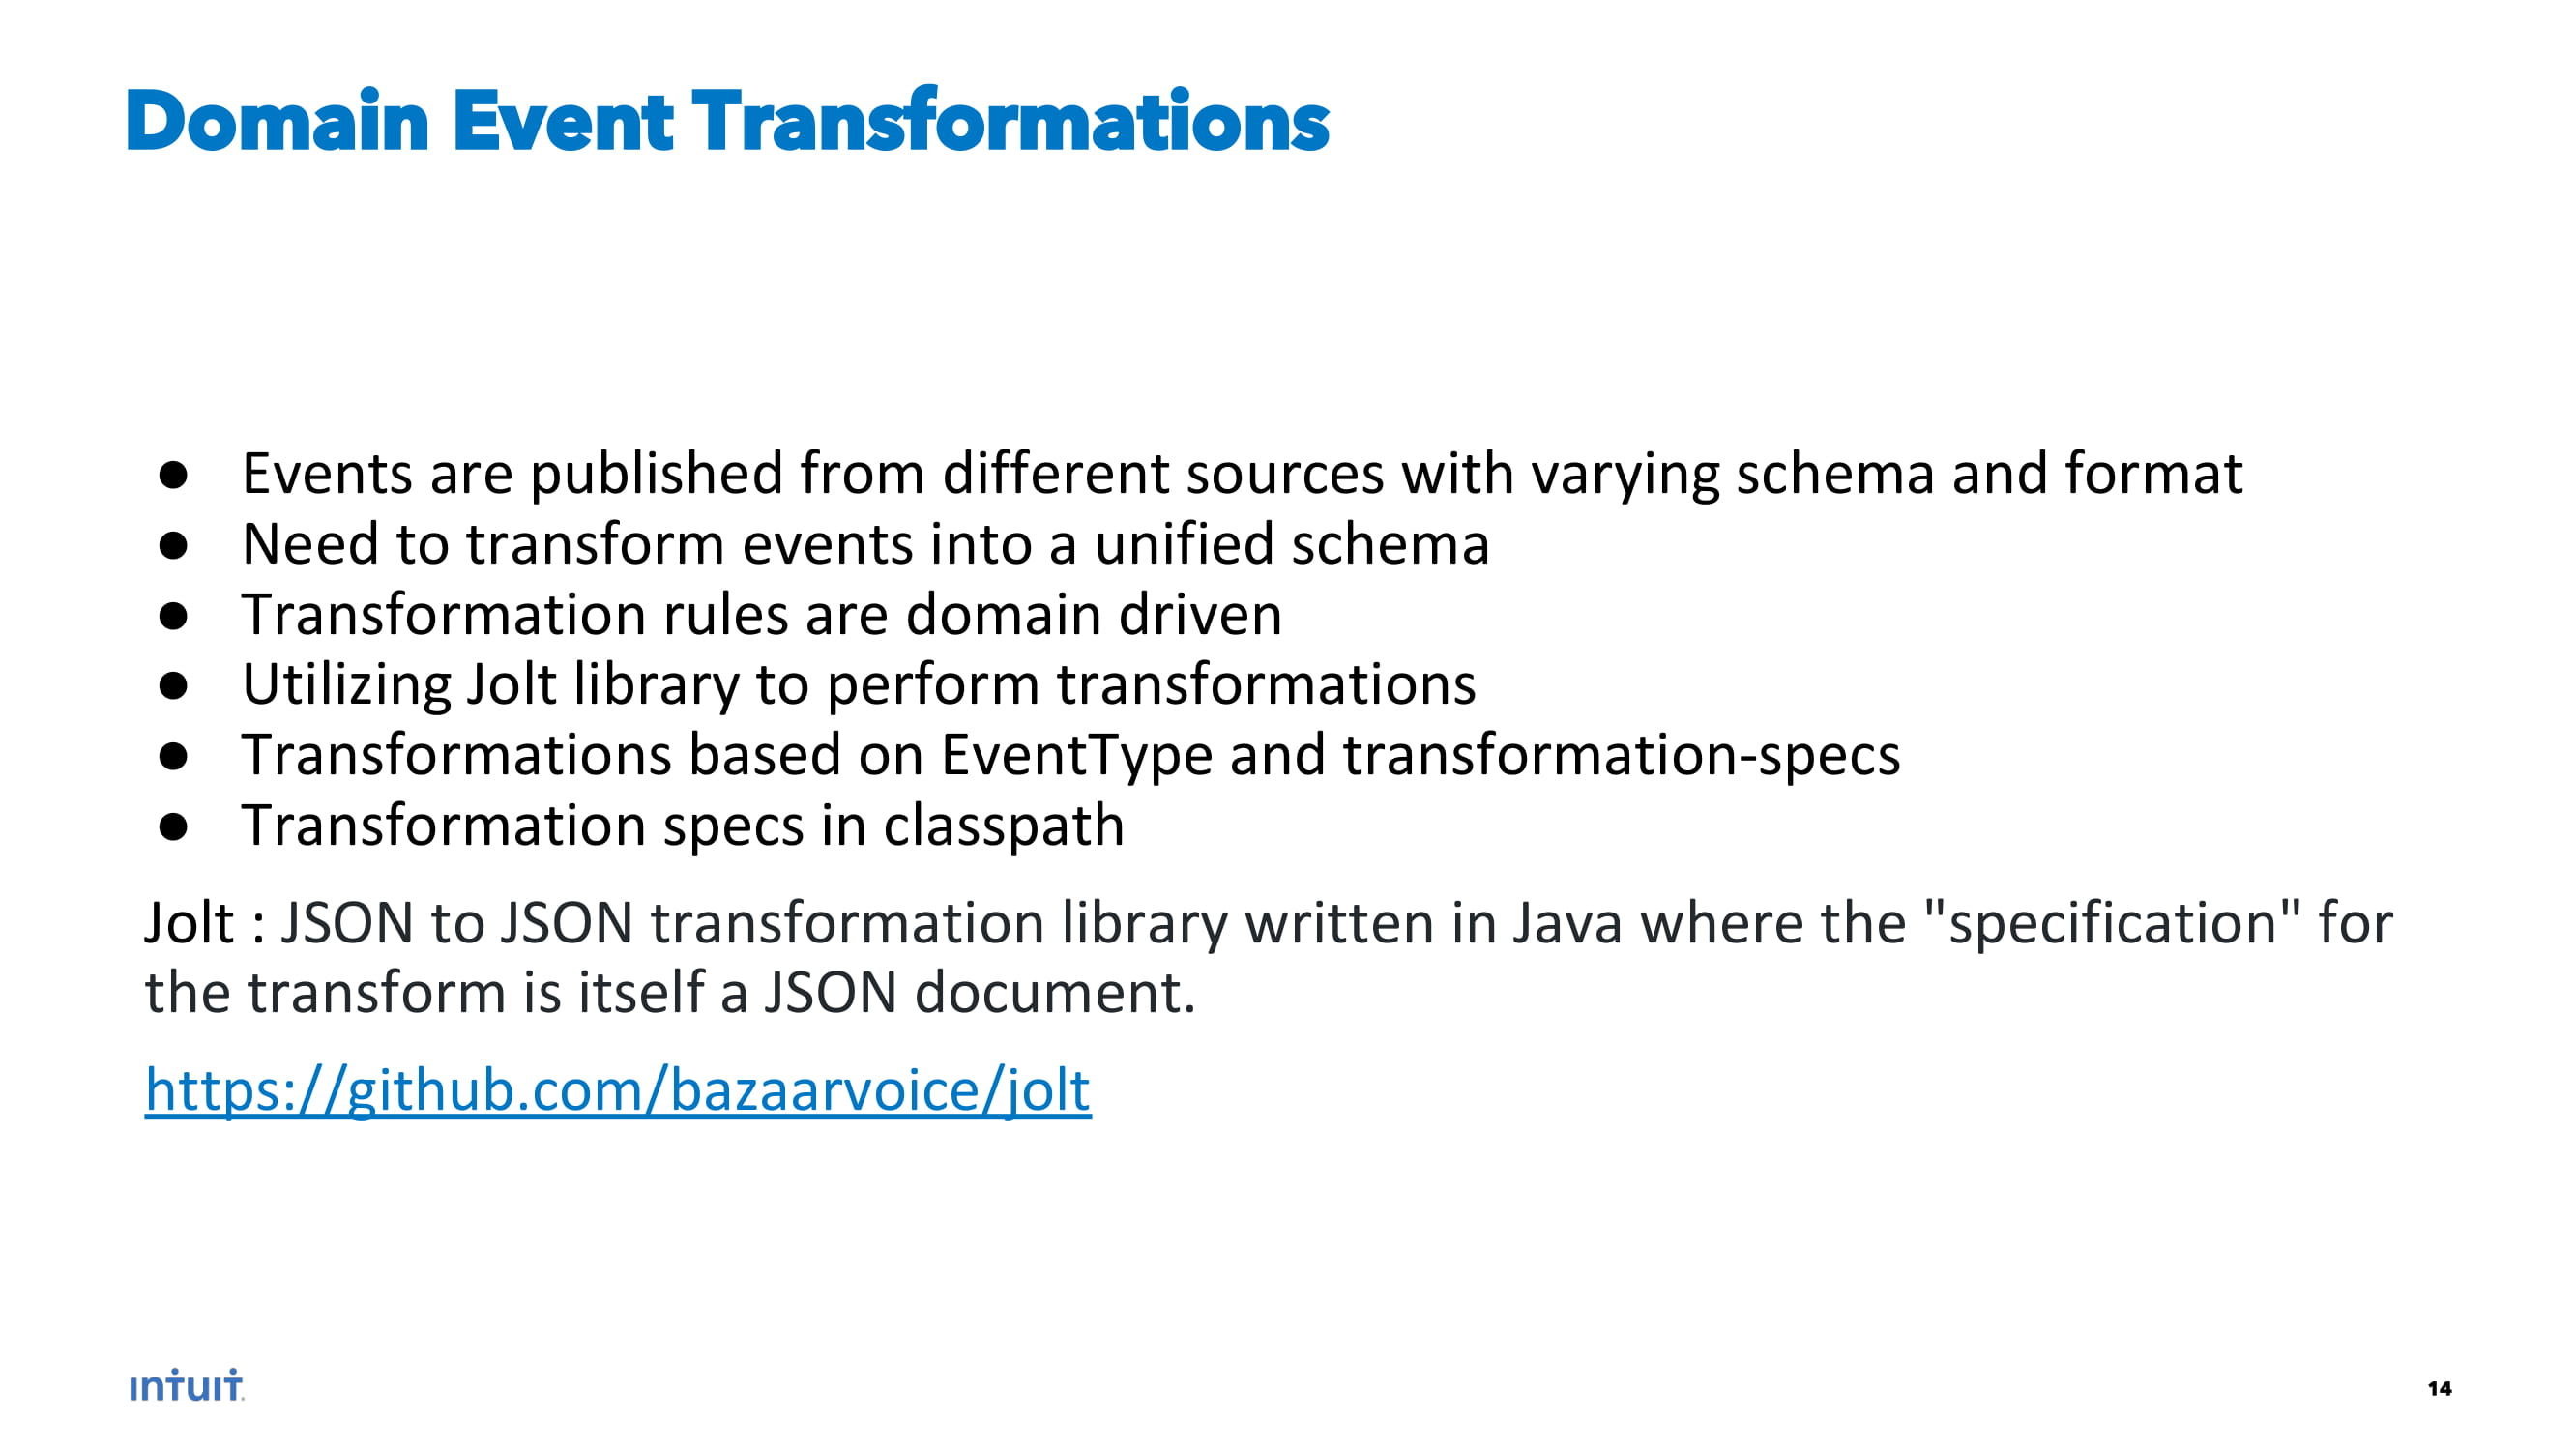 Domain Event Transformations
● Events are published from different sources with varying schema and format
● Need to transform events into a unified schema
● Transformation rules are domain driven
● Utilizing Jolt library to perform transformations
● Transformations based on EventType and transformation-specs
● Transformation specs in classpath
Jolt : JSON to JSON transformation library written in Java where the "specification" for
the transform is itself a JSON document.
https://github.com/bazaarvoice/jolt
intuit.
14